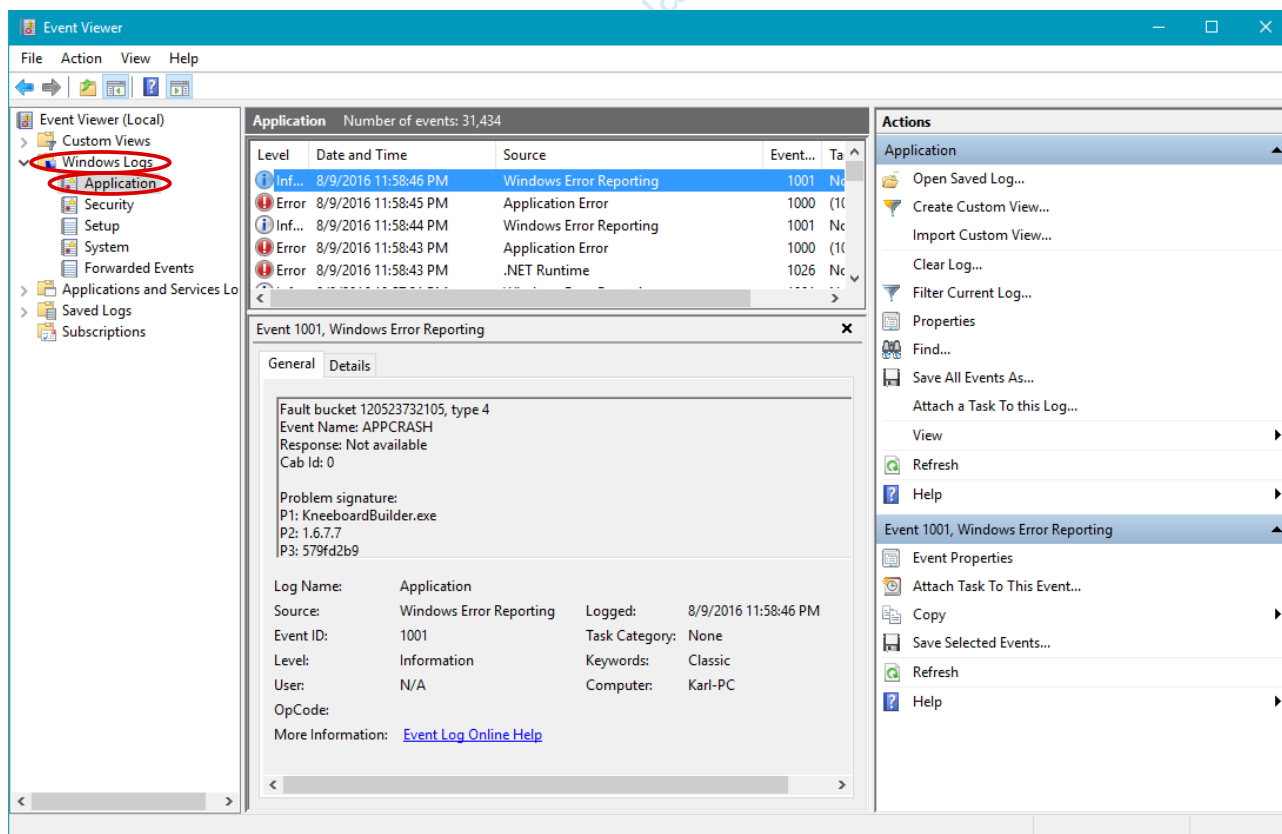 Event Viewer
File Action View Help
Event Viewer (Local)
Custom Views
Windows Logs
Application
Security
Setup
System
Forwarded Events
Applications and Services Lo
Saved Logs
Subscriptions
Application Number of events: 31,434
Level Date and Time Source Event... Ta
Inf... 8/9/2016 11:58:46 PM Windows Error Reporting 1001 No
Error 8/9/2016 11:58:45 PM Application Error 1000 (10
Inf... 8/9/2016 11:58:44 PM Windows Error Reporting 1001 No
Error 8/9/2016 11:58:43 PM Application Error 1000 (10
Error 8/9/2016 11:58:43 PM .NET Runtime 1026 No
Event 1001, Windows Error Reporting
General Details
Fault bucket 120523732105, type 4
Event Name: APPCRASH
Response: Not available
Cab Id: 0
Problem signature:
P1: KneeboardBuilder.exe
P2: 1.6.7.7
P3: 579fd2b9
Log Name: Application
Source: Windows Error Reporting Logged: 8/9/2016 11:58:46 PM
Event ID: 1001 Task Category: None
Level: Information Keywords: Classic
User: N/A Computer: Karl-PC
OpCode:
More Information: Event Log Online Help
Actions
Application
Open Saved Log...
Create Custom View...
Import Custom View...
Clear Log...
Filter Current Log...
Properties
Find...
Save All Events As...
Attach a Task To this Log...
View
Refresh
Help
Event 1001, Windows Error Reporting
Event Properties
Attach Task To This Event...
Copy
Save Selected Events...
Refresh
Help